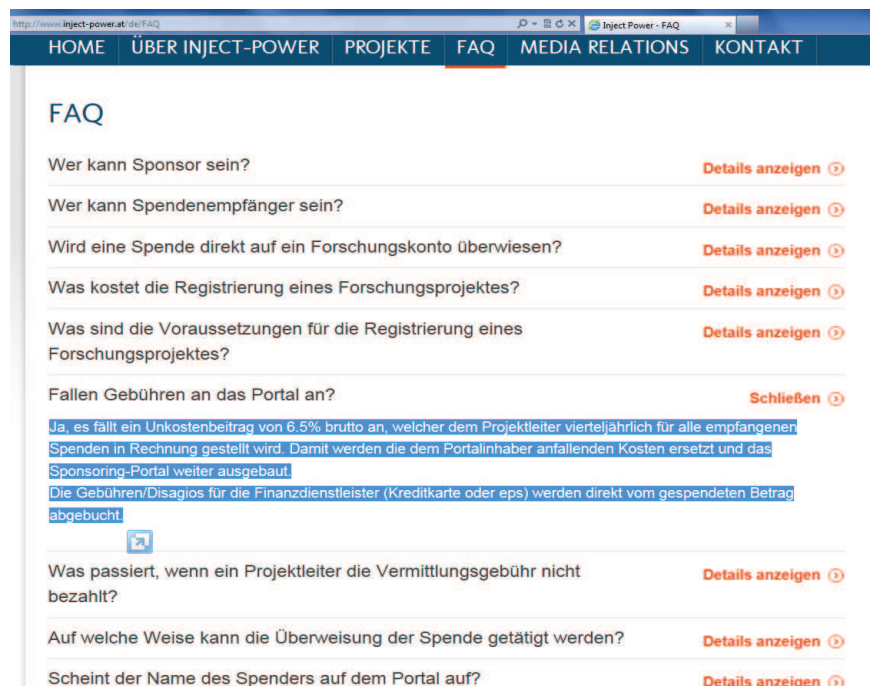 http://www.inject-power.at/de/FAQ
Inject Power - FAQ
HOME ÜBER INJECT-POWER PROJEKTE FAQ MEDIA RELATIONS KONTAKT
FAQ
Wer kann Sponsor sein? Details anzeigen
Wer kann Spendenempfänger sein? Details anzeigen
Wird eine Spende direkt auf ein Forschungskonto überwiesen? Details anzeigen
Was kostet die Registrierung eines Forschungsprojektes? Details anzeigen
Was sind die Voraussetzungen für die Registrierung eines Details anzeigen
Forschungsprojektes?
Fallen Gebühren an das Portal an? Schließen
Ja, es fällt ein Unkostenbeitrag von 6.5% brutto an, welcher dem Projektleiter vierteljährlich für alle empfangenen
Spenden in Rechnung gestellt wird. Damit werden die dem Portalinhaber anfallenden Kosten ersetzt und das
Sponsoring-Portal weiter ausgebaut.
Die Gebühren/Disagios für die Finanzdienstleister (Kreditkarte oder eps) werden direkt vom gespendeten Betrag
abgebucht.
Was passiert, wenn ein Projektleiter die Vermittlungsgebühr nicht Details anzeigen
bezahlt?
Auf welche Weise kann die Überweisung der Spende getätigt werden? Details anzeigen
Scheint der Name des Spenders auf dem Portal auf? Details anzeigen